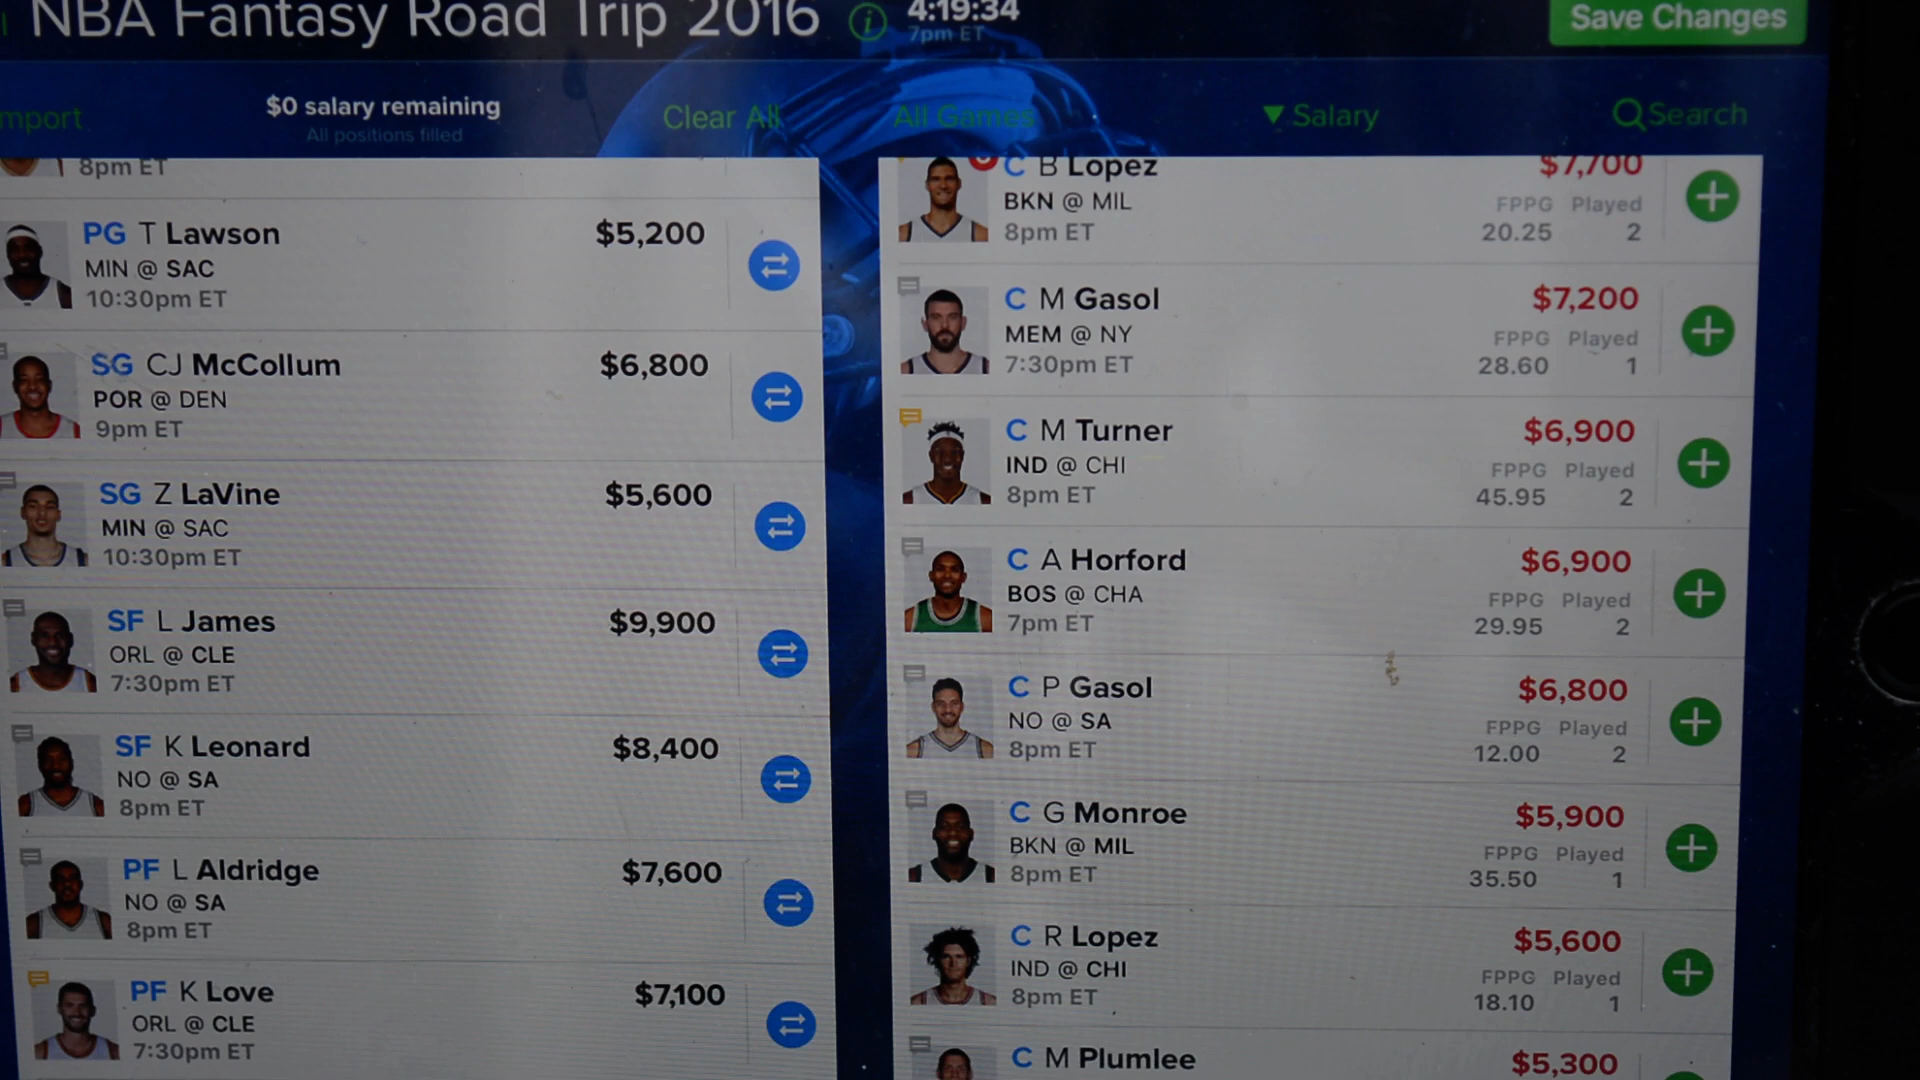 NBA Fantasy Road Trip 2016
4:19:34
7pm ET
Save Changes
mport
$0 salary remaining
All positions filled
Clear All
All Games
▼ Salary
Search
8pm ET
PG T Lawson
$5,200
MIN @ SAC
10:30pm ET
SG CJ McCollum
$6,800
POR @ DEN
9pm ET
SG Z LaVine
$5,600
MIN @ SAC
10:30pm ET
SF L James
$9,900
ORL @ CLE
7:30pm ET
SF K Leonard
$8,400
NO @ SA
8pm ET
PF L Aldridge
$7,600
NO @ SA
8pm ET
PF K Love
$7,100
ORL @ CLE
7:30pm ET
C B Lopez
$7,700
BKN @ MIL
FPPG Played
8pm ET
20.25 2
C M Gasol
$7,200
MEM @ NY
FPPG Played
7:30pm ET
28.60 1
C M Turner
$6,900
IND @ CHI
FPPG Played
8pm ET
45.95 2
C A Horford
$6,900
BOS @ CHA
FPPG Played
7pm ET
29.95 2
C P Gasol
$6,800
NO @ SA
FPPG Played
8pm ET
12.00 2
C G Monroe
$5,900
BKN @ MIL
FPPG Played
8pm ET
35.50 1
C R Lopez
$5,600
IND @ CHI
FPPG Played
8pm ET
18.10 1
C M Plumlee
$5,300